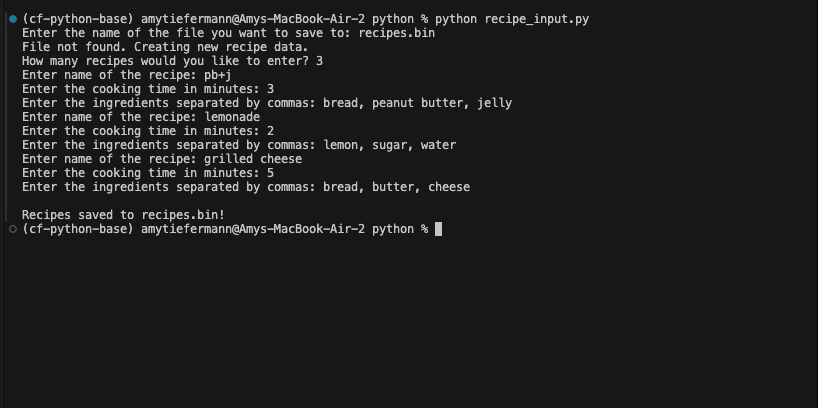 (cf-python-base) amytiefermann@Amys-MacBook-Air-2 python % python recipe_input.py
Enter the name of the file you want to save to: recipes.bin
File not found. Creating new recipe data.
How many recipes would you like to enter? 3
Enter name of the recipe: pb+j
Enter the cooking time in minutes: 3
Enter the ingredients separated by commas: bread, peanut butter, jelly
Enter name of the recipe: lemonade
Enter the cooking time in minutes: 2
Enter the ingredients separated by commas: lemon, sugar, water
Enter name of the recipe: grilled cheese
Enter the cooking time in minutes: 5
Enter the ingredients separated by commas: bread, butter, cheese
Recipes saved to recipes.bin!
(cf-python-base) amytiefermann@Amys-MacBook-Air-2 python %